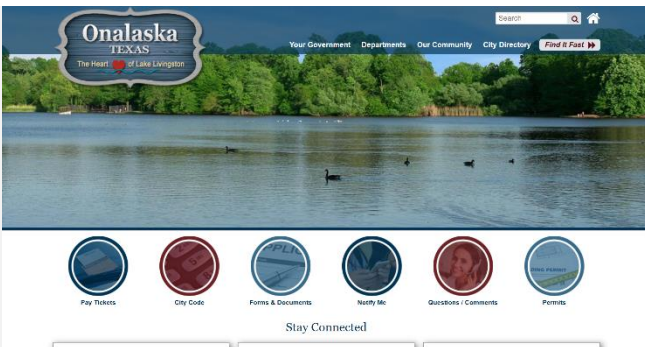 Search
Onalaska
TEXAS
The Heart of Lake Livingston
Your Government Departments Our Community City Directory Find It Fast
Pay Tickets City Code Forms & Documents Notify Me Questions / Comments Permits
Stay Connected